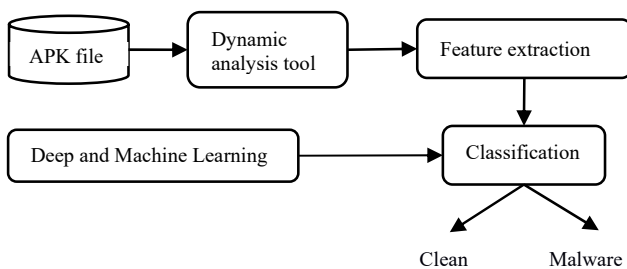 APK file
Dynamic
analysis tool
Feature extraction
Deep and Machine Learning
Classification
Clean
Malware